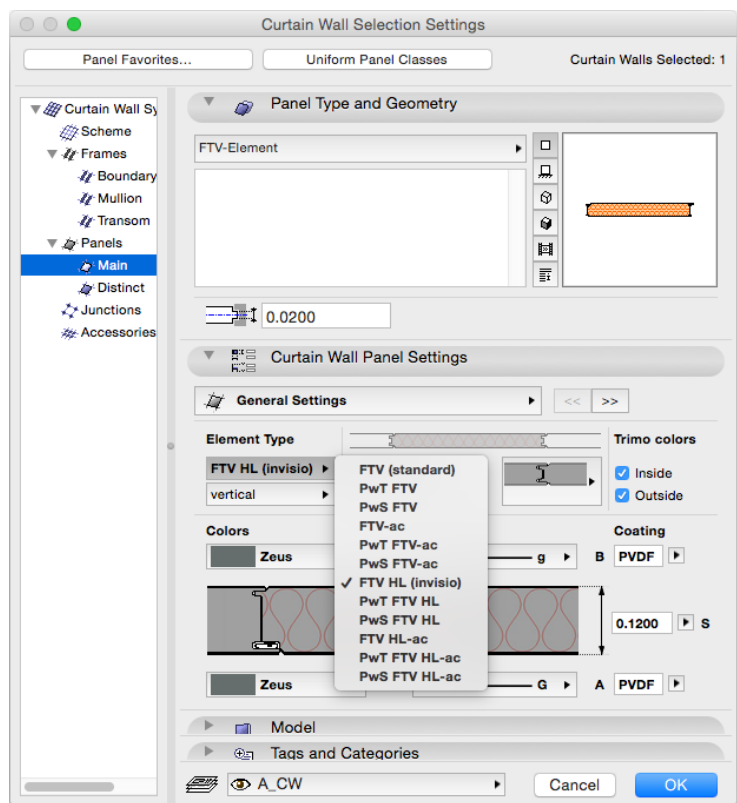 Curtain Wall Selection Settings
Panel Favorites...
Uniform Panel Classes
Curtain Walls Selected: 1
Curtain Wall Sy
Scheme
Frames
Boundary
Mullion
Transom
Panels
Main
Distinct
Junctions
Accessories
Panel Type and Geometry
FTV-Element
0.0200
Curtain Wall Panel Settings
General Settings
<<
>>
Element Type
Trimo colors
FTV HL (invisio)
vertical
Inside
Outside
FTV (standard)
PwT FTV
PwS FTV
FTV-ac
PwT FTV-ac
PwS FTV-ac
✓ FTV HL (invisio)
PwT FTV HL
PwS FTV HL
FTV HL-ac
PwT FTV HL-ac
PwS FTV HL-ac
Colors
Coating
Zeus
g
B
PVDF
0.1200
S
Zeus
G
A
PVDF
Model
Tags and Categories
A_CW
Cancel
OK